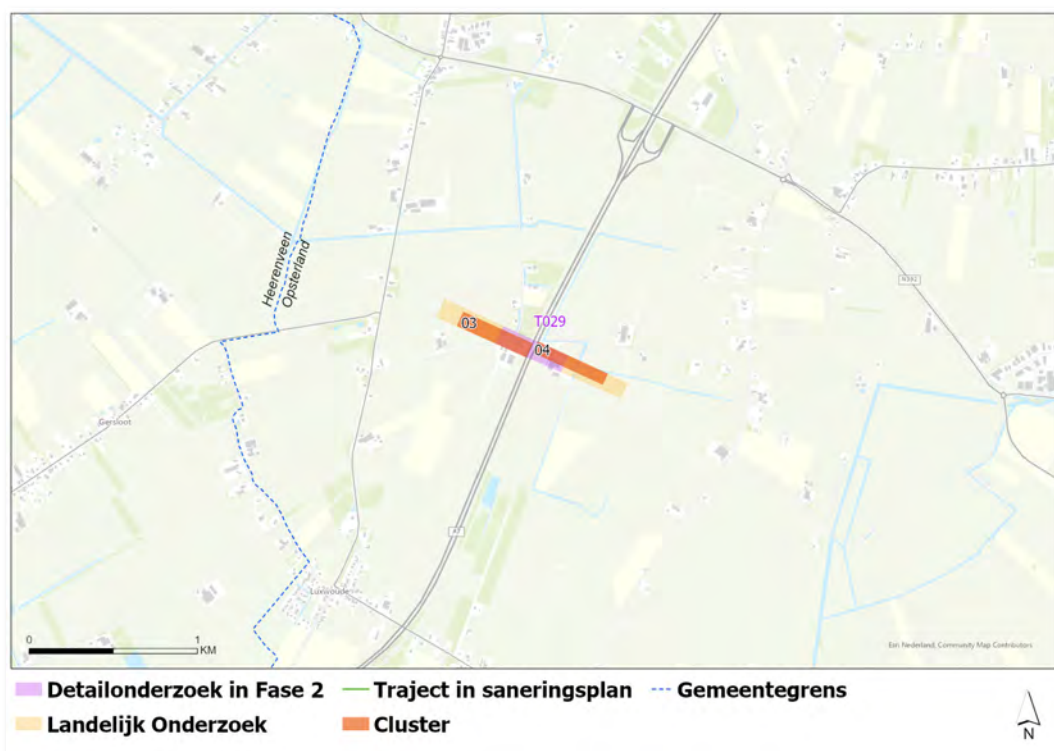 N392
Heerenveen
Opsterland
T029
03
04
Gersloot
A7
Luxwoude
0 1
KM
Esri Nederland, Community Map Contributors
Detailonderzoek in Fase 2
Traject in saneringsplan
Gemeentegrens
Landelijk Onderzoek
Cluster
N